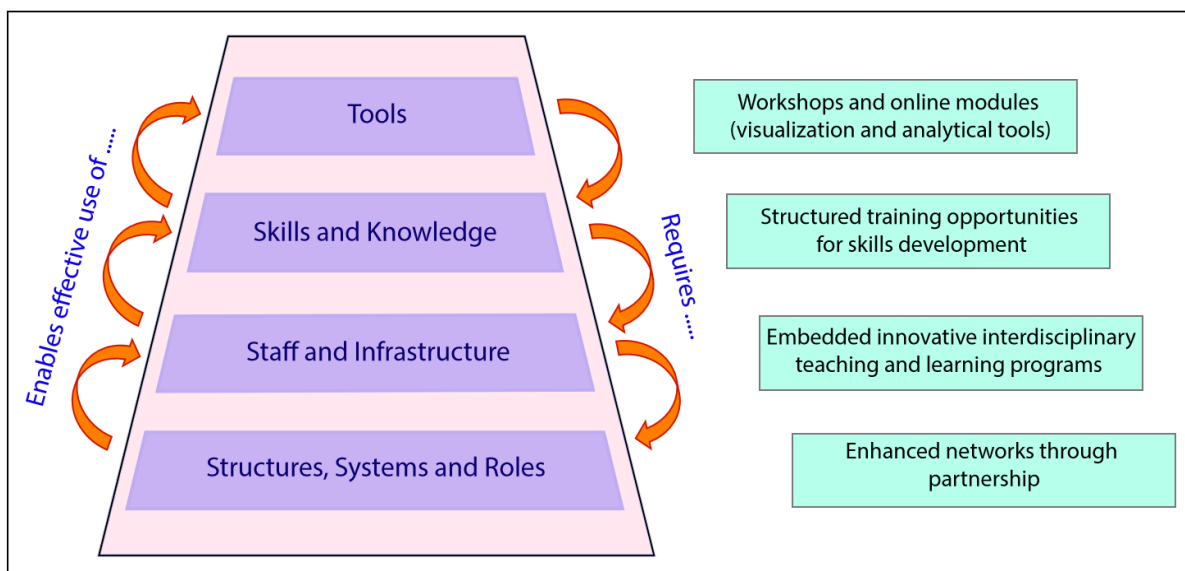 Tools
Skills and Knowledge
Staff and Infrastructure
Structures, Systems and Roles
Enables effective use of .....
Requires .....
Workshops and online modules
(visualization and analytical tools)
Structured training opportunities
for skills development
Embedded innovative interdisciplinary
teaching and learning programs
Enhanced networks through
partnership